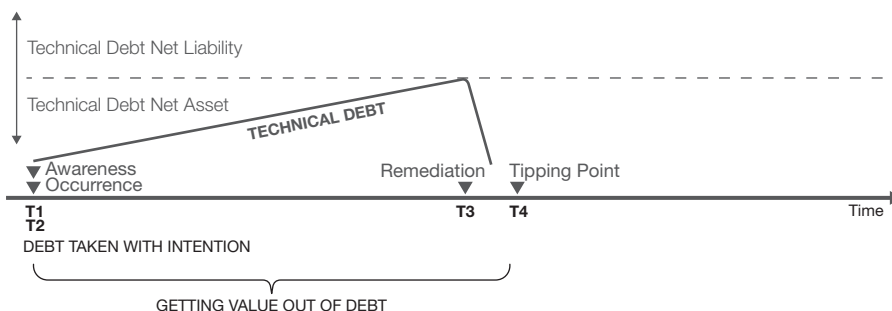 Technical Debt Net Liability
Technical Debt Net Asset
TECHNICAL DEBT
Awareness
Occurrence
Remediation
Tipping Point
T1
T2
T3
T4
Time
DEBT TAKEN WITH INTENTION
GETTING VALUE OUT OF DEBT